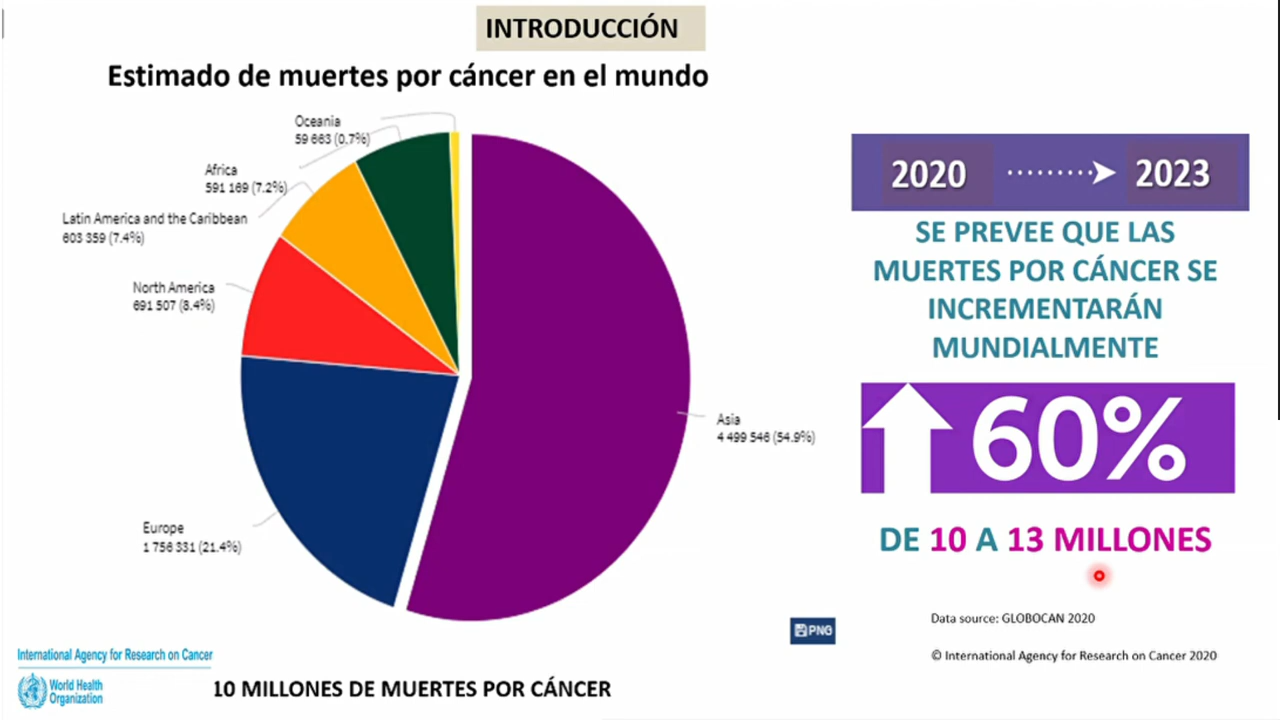 INTRODUCCIÓN
Estimado de muertes por cáncer en el mundo
Oceania
59 663 (0.7%)
Africa
591 169 (7.2%)
Latin America and the Caribbean
603 359 (7.4%)
North America
691 507 (8.4%)
Europe
1 756 331 (21.4%)
Asia
4 499 546 (54.9%)
2020
2023
SE PREVEE QUE LAS
MUERTES POR CÁNCER SE
INCREMENTARÁN
MUNDIALMENTE
60%
DE 10 A 13 MILLONES
PNG
Data source: GLOBOCAN 2020
© International Agency for Research on Cancer 2020
International Agency for Research on Cancer
World Health
Organization
10 MILLONES DE MUERTES POR CÁNCER